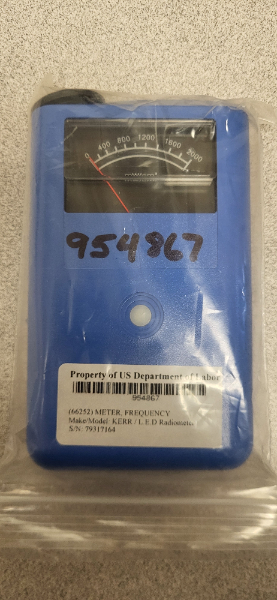 0 400 800 1200 1600 2000
954867
Property of US Department of Labor
954867
(66252) METER, FREQUENCY
Make/Model: KERR / L.E.D Radiometer
S/N: 79317164